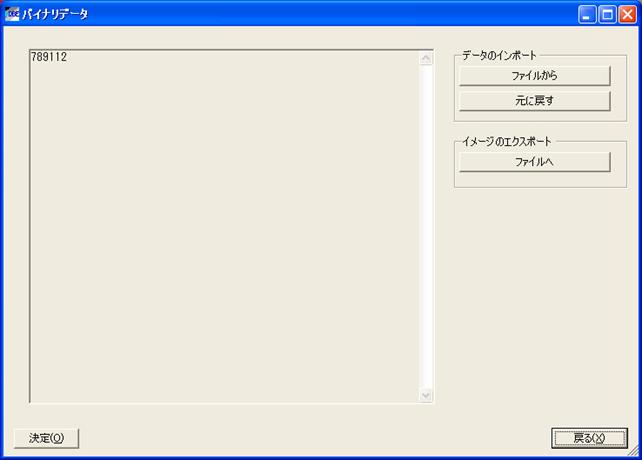 バイナリデータ
789112
データのインポート
ファイルから
元に戻す
イメージのエクスポート
ファイルへ
決定(O)
戻る(X)